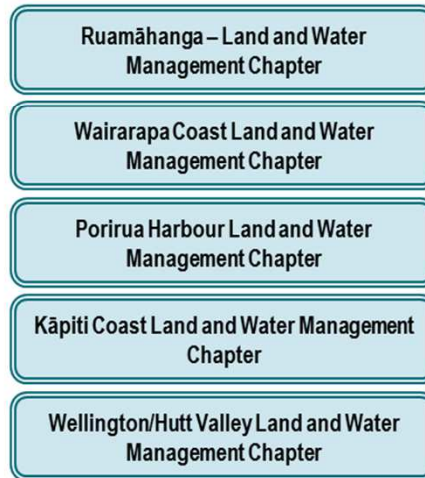 Ruamāhanga – Land and Water
Management Chapter
Wairarapa Coast Land and Water
Management Chapter
Porirua Harbour Land and Water
Management Chapter
Kāpiti Coast Land and Water Management
Chapter
Wellington/Hutt Valley Land and Water
Management Chapter